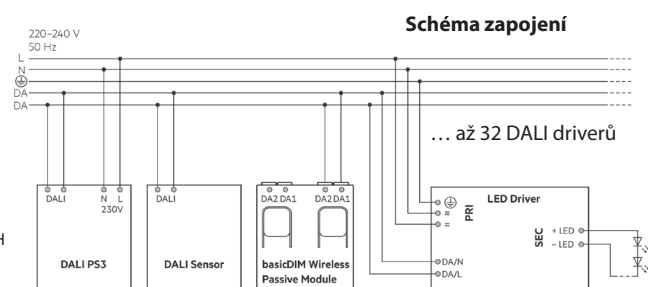 Schéma zapojení
220–240 V
50 Hz
L
N
DA
DA
… až 32 DALI driverů
DALI
N L
230V
DALI PS3
DALI
DALI Sensor
DA2 DA1
DA2 DA1
basicDIM Wireless
Passive Module
LED Driver
PRI
=
=
DA/N
DA/L
SEC
+ LED
– LED
H